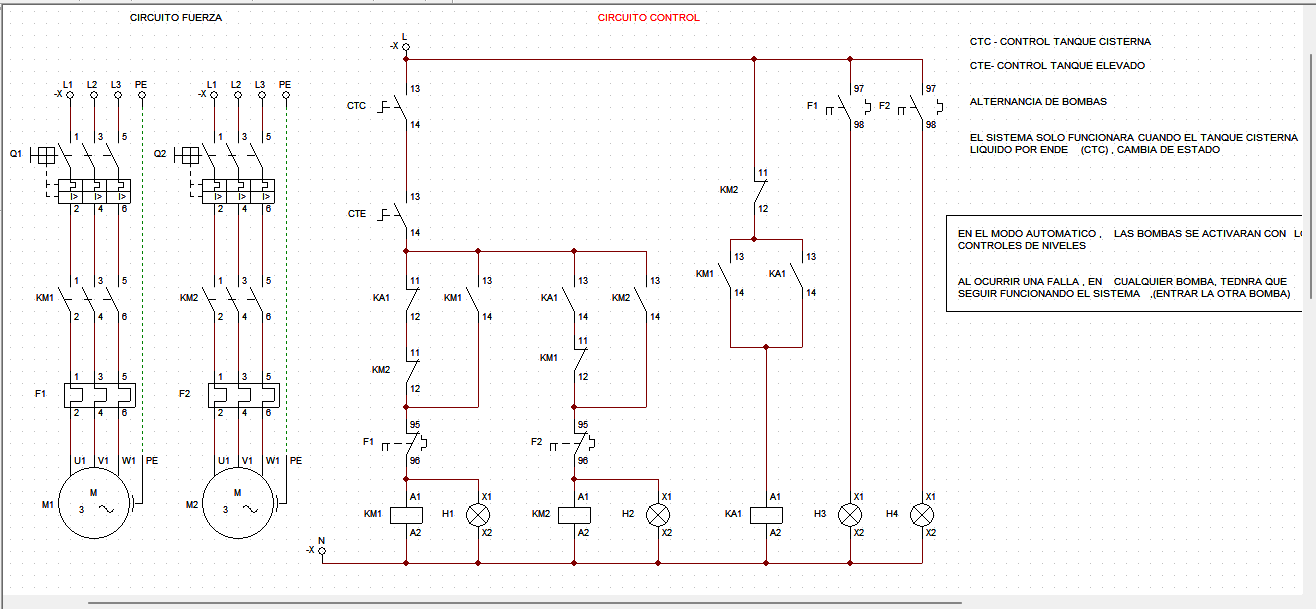 CIRCUITO FUERZA
CIRCUITO CONTROL
L
-X
CTC - CONTROL TANQUE CISTERNA
CTE- CONTROL TANQUE ELEVADO
ALTERNANCIA DE BOMBAS
EL SISTEMA SOLO FUNCIONARA CUANDO EL TANQUE CISTERNA
LIQUIDO POR ENDE (CTC) , CAMBIA DE ESTADO
EN EL MODO AUTOMATICO , LAS BOMBAS SE ACTIVARAN CON
CONTROLES DE NIVELES
AL OCURRIR UNA FALLA , EN CUALQUIER BOMBA, TEDNRA QUE
SEGUIR FUNCIONANDO EL SISTEMA ,(ENTRAR LA OTRA BOMBA)
L1 L2 L3 PE
-X
L1 L2 L3 PE
-X
13
CTC
14
97
F1
98
97
F2
98
1 3 5
Q1
I> I> I>
2 4 6
1 3 5
Q2
I> I> I>
2 4 6
13
CTE
14
11
KM2
12
13
KM1
14
13
KA1
14
1 3 5
KM1
2 4 6
1 3 5
KM2
2 4 6
11
KA1
12
13
KM1
14
13
KA1
14
13
KM2
14
11
KM2
12
11
KM1
12
1 3 5
F1
2 4 6
1 3 5
F2
2 4 6
95
F1
96
95
F2
96
U1 V1 W1 PE
M1
M
3
U1 V1 W1 PE
M2
M
3
A1
KM1
A2
X1
H1
X2
A1
KM2
A2
X1
H2
X2
A1
KA1
A2
X1
H3
X2
X1
H4
X2
N
-X